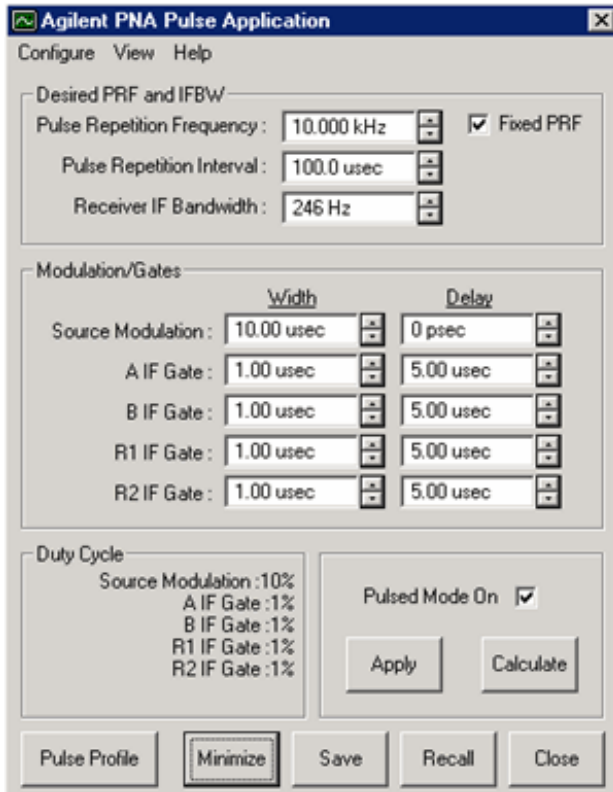 Agilent PNA Pulse Application
Configure View Help
Desired PRF and IFBW
Pulse Repetition Frequency : 10.000 kHz Fixed PRF
Pulse Repetition Interval : 100.0 usec
Receiver IF Bandwidth : 246 Hz
Modulation/Gates
Width Delay
Source Modulation : 10.00 usec 0 psec
A IF Gate : 1.00 usec 5.00 usec
B IF Gate : 1.00 usec 5.00 usec
R1 IF Gate : 1.00 usec 5.00 usec
R2 IF Gate : 1.00 usec 5.00 usec
Duty Cycle
Source Modulation :10%
A IF Gate :1%
B IF Gate :1%
R1 IF Gate :1%
R2 IF Gate :1%
Pulsed Mode On
Apply Calculate
Pulse Profile Minimize Save Recall Close